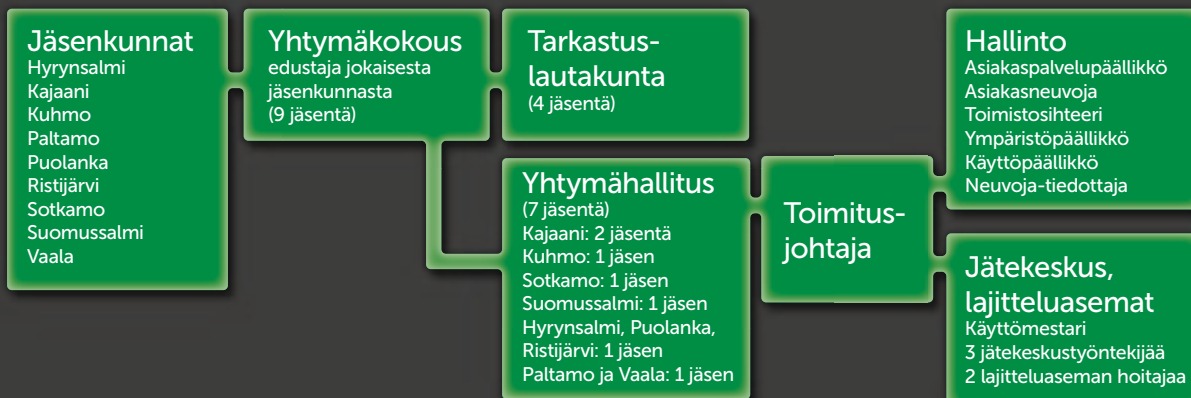 Jäsenkunnat
Hyrynsalmi
Kajaani
Kuhmo
Paltamo
Puolanka
Ristijärvi
Sotkamo
Suomussalmi
Vaala
Yhtymäkokous
edustaja jokaisesta
jäsenkunnasta
(9 jäsentä)
Tarkastus-
lautakunta
(4 jäsentä)
Yhtymähallitus
(7 jäsentä)
Kajaani: 2 jäsentä
Kuhmo: 1 jäsen
Sotkamo: 1 jäsen
Suomussalmi: 1 jäsen
Hyrynsalmi, Puolanka,
Ristijärvi: 1 jäsen
Paltamo ja Vaala: 1 jäsen
Toimitus-
johtaja
Hallinto
Asiakaspalvelupäällikkö
Asiakasneuvoja
Toimistosihteeri
Ympäristöpäällikkö
Käyttöpäällikkö
Neuvoja-tiedottaja
Jätekeskus,
lajitteluasemat
Käyttömestari
3 jätekeskustyöntekijää
2 lajitteluaseman hoitajaa